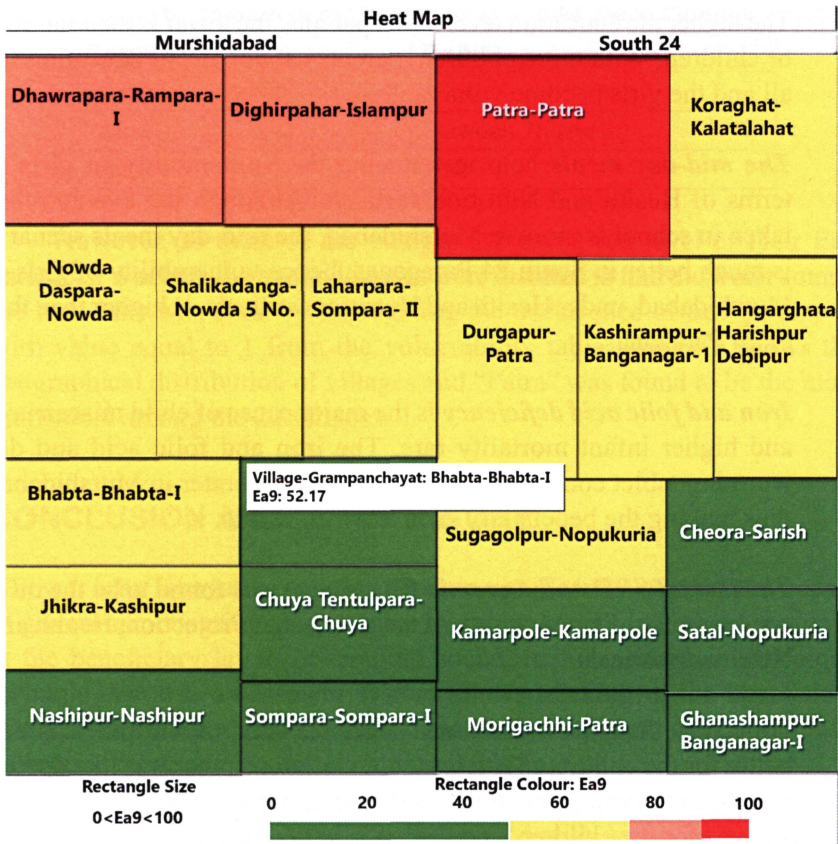 Heat Map
Murshidabad
South 24
Dhawrapara-Rampara-
I
Dighirpahar-Islampur
Patra-Patra
Koraghat-
Kalatalahat
Nowda
Daspara-
Nowda
Shalikadanga-
Nowda 5 No.
Laharpara-
Sompara- II
Durgapur-
Patra
Kashirampur-
Banganagar-1
Hangarghata
Harishpur
Debipur
Bhabta-Bhabta-I
Village-Grampanchayat: Bhabta-Bhabta-I
Ea9: 52.17
Sugagolpur-Nopukuria
Cheora-Sarish
Jhikra-Kashipur
Chuya Tentulpara-
Chuya
Kamarpole-Kamarpole
Satal-Nopukuria
Nashipur-Nashipur
Sompara-Sompara-I
Morigachhi-Patra
Ghanashampur-
Banganagar-I
Rectangle Size
0<Ea9<100
Rectangle Colour: Ea9
0 20 40 60 80 100